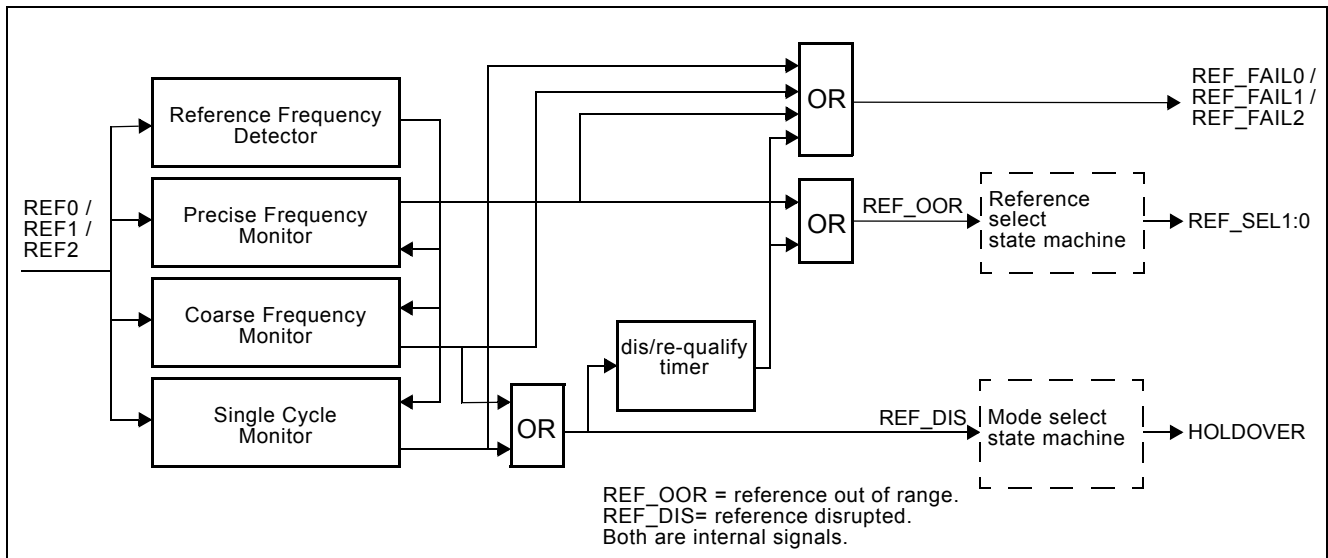 REF0 /
REF1 /
REF2
Reference Frequency
Detector
Precise Frequency
Monitor
Coarse Frequency
Monitor
Single Cycle
Monitor
OR
dis/re-qualify
timer
OR
OR
REF_FAIL0 /
REF_FAIL1 /
REF_FAIL2
REF_OOR
Reference
select
state machine
REF_SEL1:0
REF_DIS
Mode select
state machine
HOLDOVER
REF_OOR = reference out of range.
REF_DIS= reference disrupted.
Both are internal signals.